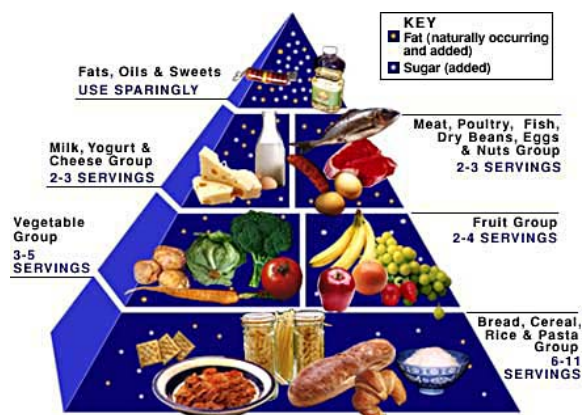 KEY
Fat (naturally occurring
and added)
Sugar (added)
Fats, Oils & Sweets
USE SPARINGLY
Milk, Yogurt &
Cheese Group
2-3 SERVINGS
Meat, Poultry, Fish,
Dry Beans, Eggs
& Nuts Group
2-3 SERVINGS
Vegetable
Group
3-5
SERVINGS
Fruit Group
2-4 SERVINGS
Bread, Cereal,
Rice & Pasta
Group
6-11
SERVINGS